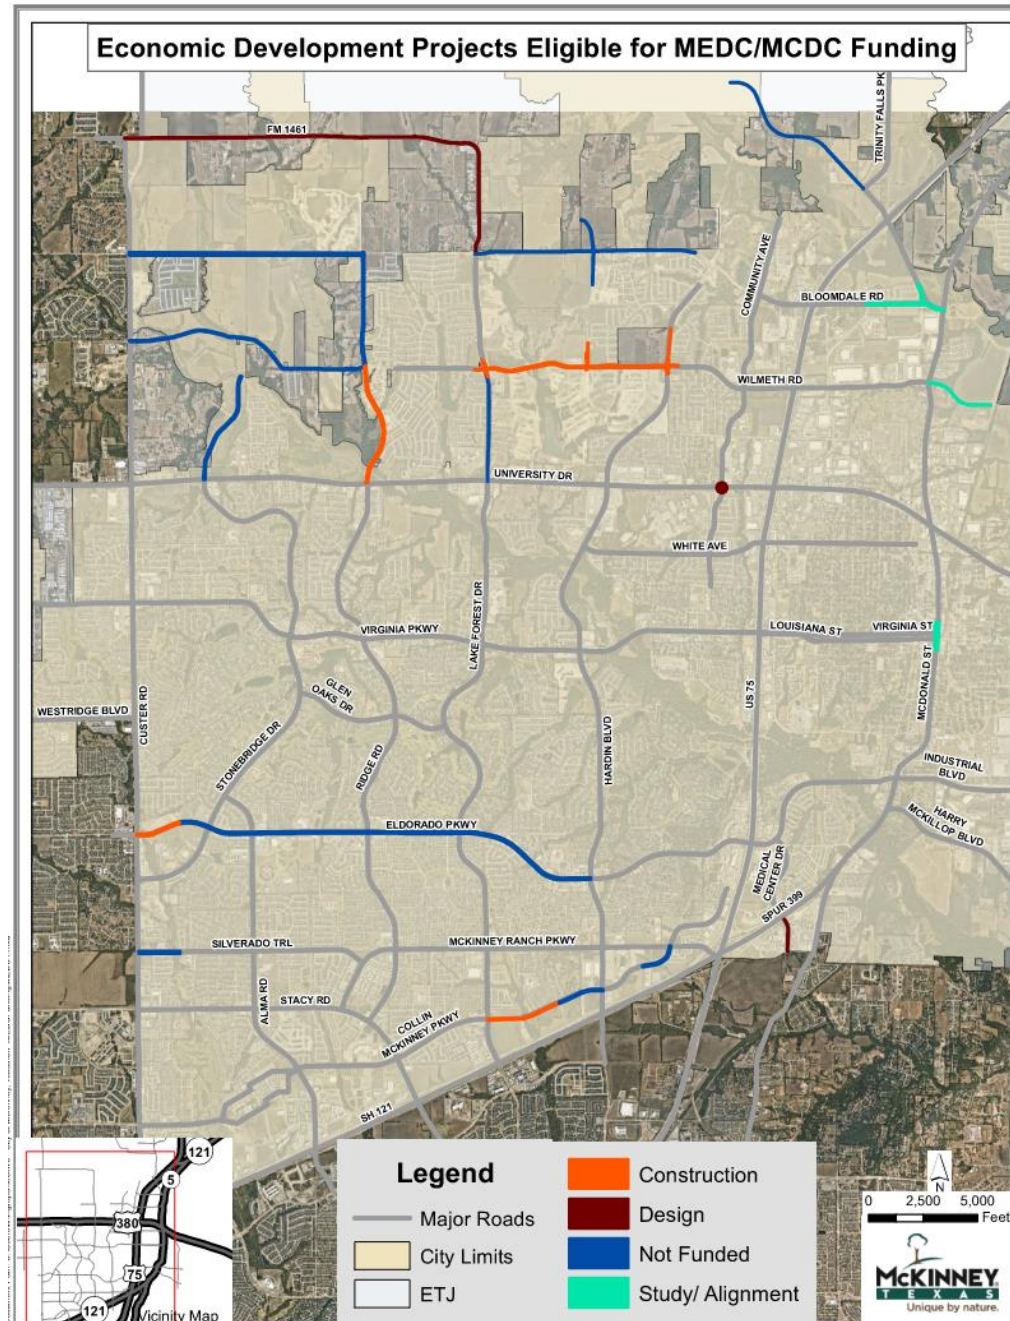 Economic Development Projects Eligible for MEDC/MCDC Funding
FM 1461
TRINITY FALLS PK
COMMUNITY AVE
BLOOMDALE RD
WILMETH RD
UNIVERSITY DR
WHITE AVE
LAKE FOREST DR
VIRGINIA PKWY
LOUISIANA ST
VIRGINIA ST
GLEN
OAKS DR
WESTRIDGE BLVD
CUSTER RD
STONEBRIDGE DR
RIDGE RD
HARDIN BLVD
US 75
MCDONALD ST
INDUSTRIAL
BLVD
HARRY
MCKILLOP BLVD
ELDORADO PKWY
MEDICAL
CENTER DR
SPUR 399
SILVERADO TRL
MCKINNEY RANCH PKWY
ALMA RD
STACY RD
COLLIN
MCKINNEY PKWY
SH 121
121
5
380
75
121
Vicinity Map
Legend
Major Roads
City Limits
ETJ
Construction
Design
Not Funded
Study/ Alignment
N
0 2,500 5,000
Feet
McKINNEY
TEXAS
Unique by nature.